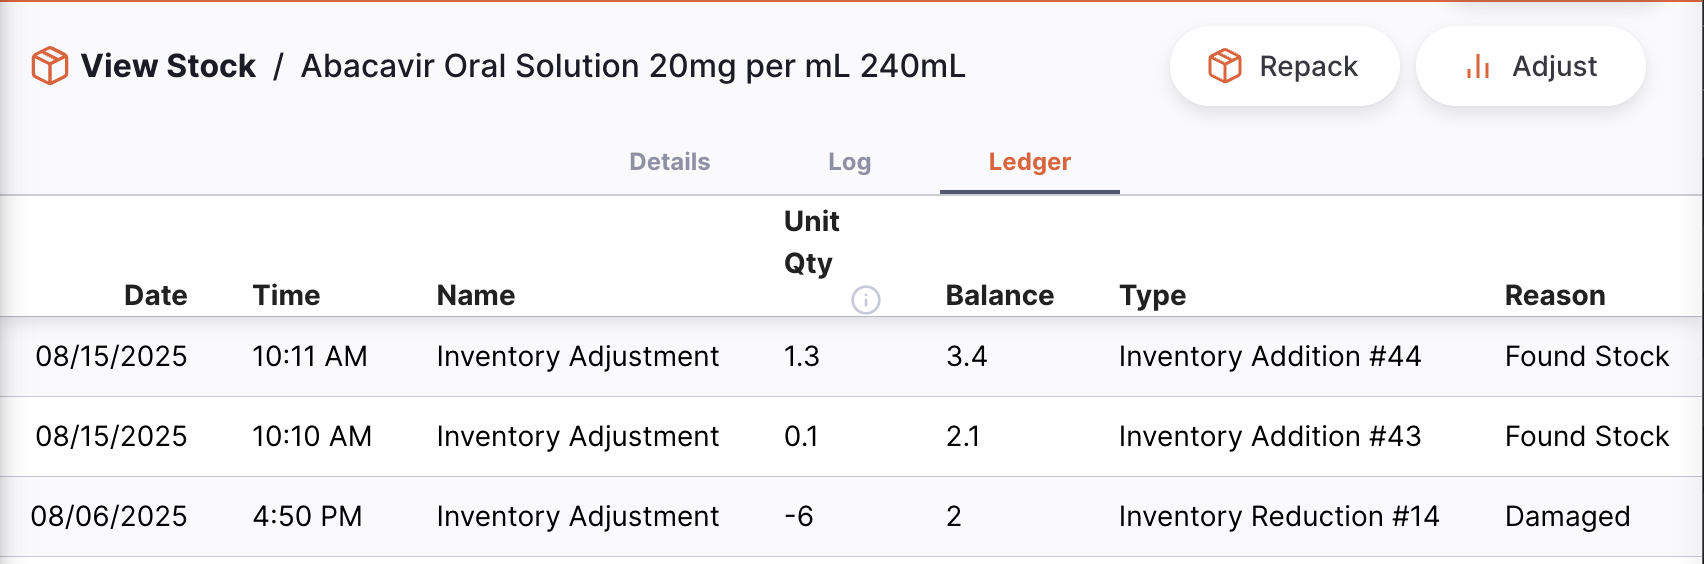 View Stock / Abacavir Oral Solution 20mg per mL 240mL
Repack
Adjust
Details Log Ledger
Date Time Name Unit Qty Balance Type Reason
08/15/2025 10:11 AM Inventory Adjustment 1.3 3.4 Inventory Addition #44 Found Stock
08/15/2025 10:10 AM Inventory Adjustment 0.1 2.1 Inventory Addition #43 Found Stock
08/06/2025 4:50 PM Inventory Adjustment -6 2 Inventory Reduction #14 Damaged